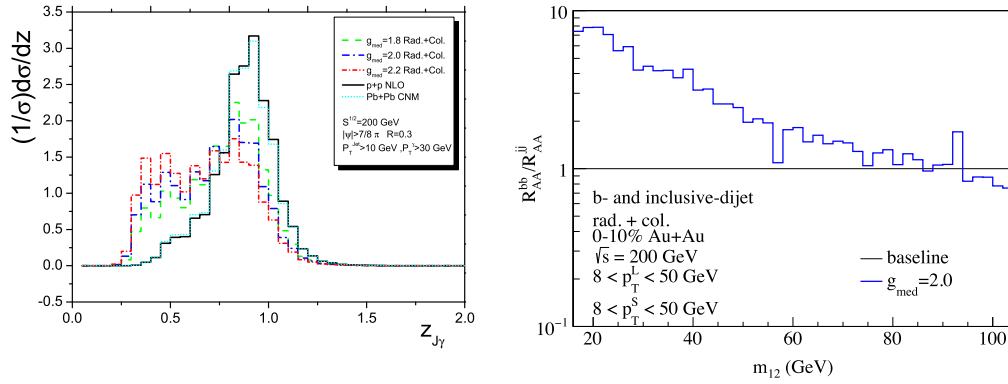 (1/σ)dσ/dz
3.5
3.0
2.5
2.0
1.5
1.0
0.5
0.0
-0.5
g_med=1.8 Rad.+Col.
g_med=2.0 Rad.+Col.
g_med=2.2 Rad.+Col.
p+p NLO
Pb+Pb CNM
S^1/2=200 GeV
|ψ|>7/8 π R=0.3
P_T^Jet>10 GeV ,P_T^γ>30 GeV
0.0 0.5 1.0 1.5 2.0
z_Jγ
R_AA^bb/R_AA^jj
10
1
10^−1
b- and inclusive-dijet
rad. + col.
0-10% Au+Au
√s = 200 GeV
8 < p_T^L < 50 GeV
8 < p_T^S < 50 GeV
baseline
g_med=2.0
20 40 60 80 100
m_12 (GeV)